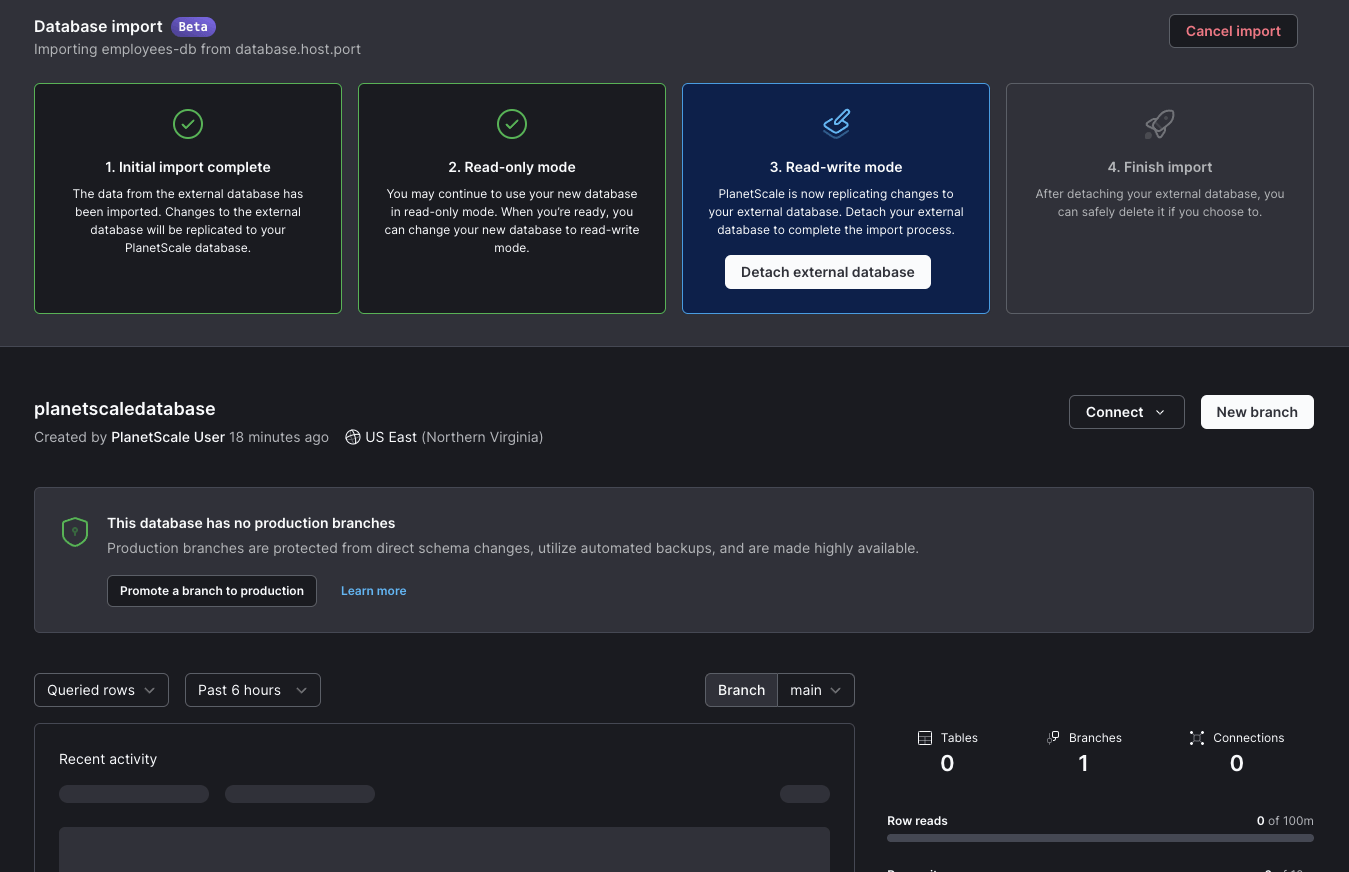 Database import Beta
Importing employees-db from database.host.port
Cancel import
1. Initial import complete
The data from the external database has
been imported. Changes to the external
database will be replicated to your
PlanetScale database.
2. Read-only mode
You may continue to use your new database
in read-only mode. When you're ready, you
can change your new database to read-write
mode.
3. Read-write mode
PlanetScale is now replicating changes to
your external database. Detach your external
database to complete the import process.
Detach external database
4. Finish import
After detaching your external database, you
can safely delete it if you choose to.
planetscaledatabase
Created by PlanetScale User 18 minutes ago US East (Northern Virginia)
Connect
New branch
This database has no production branches
Production branches are protected from direct schema changes, utilize automated backups, and are made highly available.
Promote a branch to production Learn more
Queried rows Past 6 hours Branch main
Recent activity
Tables Branches Connections
0 1 0
Row reads 0 of 100m